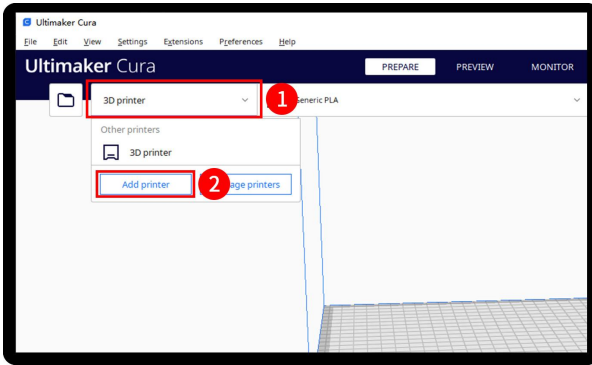 Ultimaker Cura
File Edit View Settings Extensions Preferences Help
Ultimaker Cura PREPARE PREVIEW MONITOR
3D printer 1 Generic PLA
Other printers
3D printer
Add printer 2 age printers